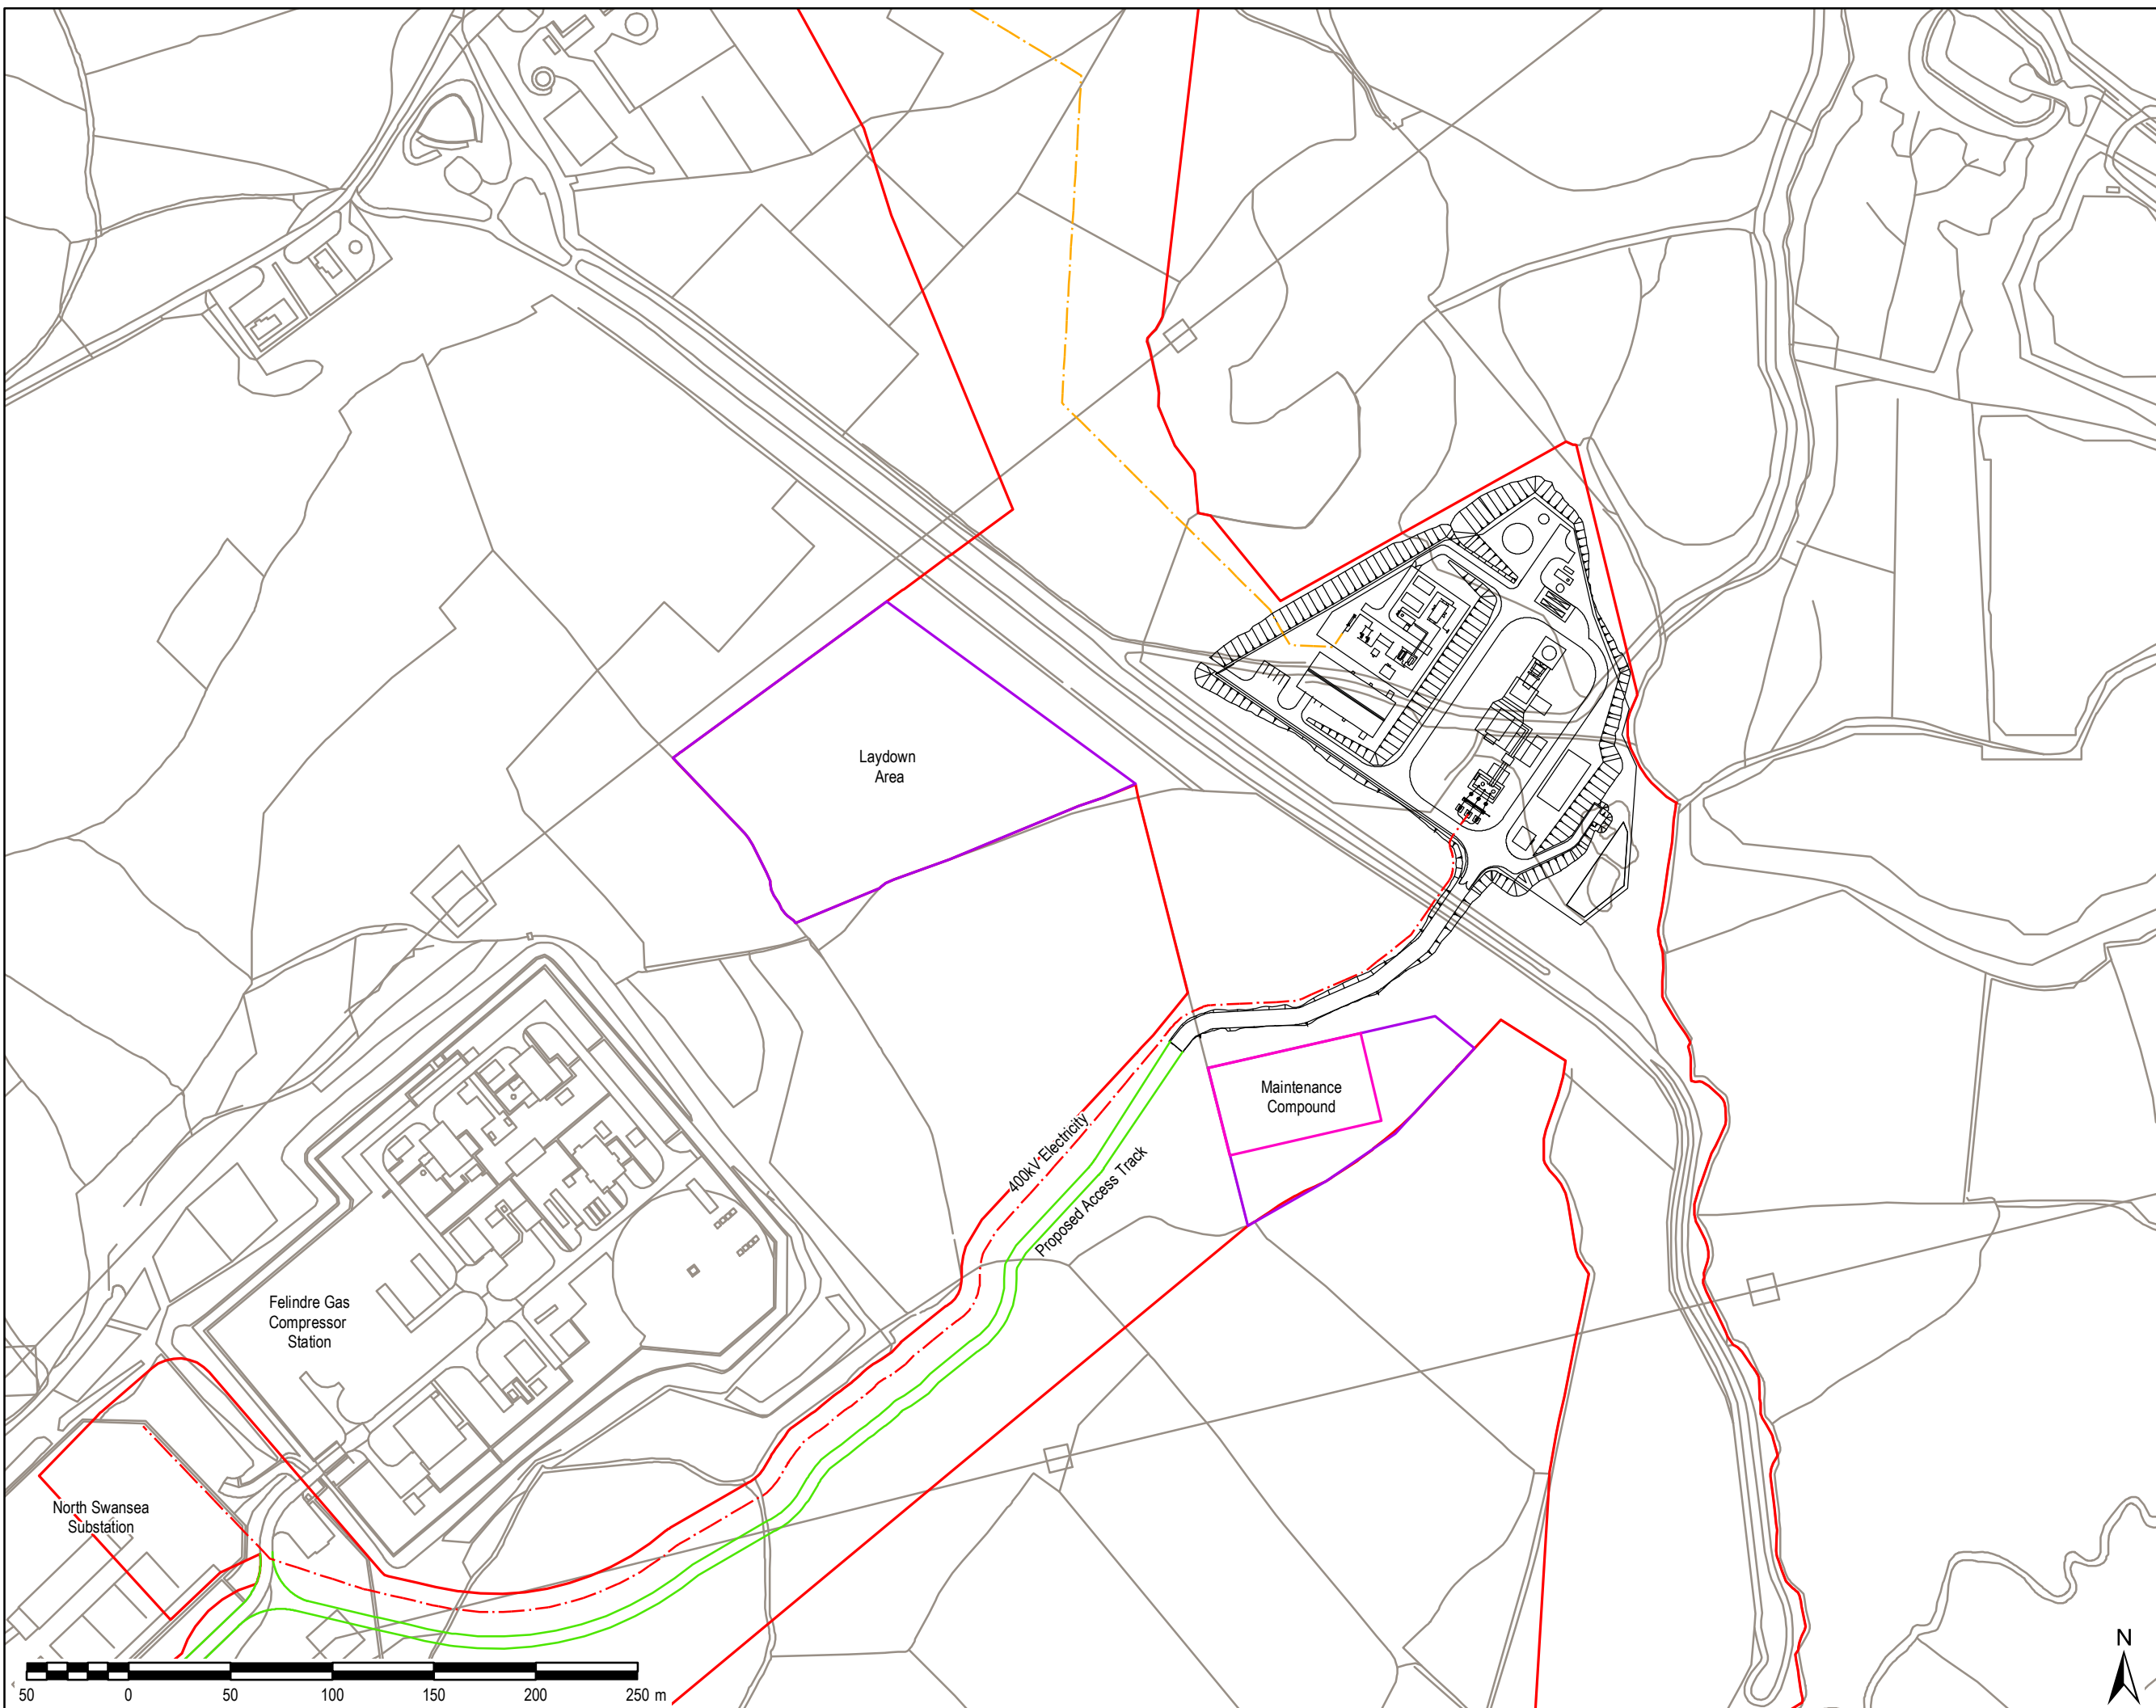 Laydown
Area
Maintenance
Compound
400kV Electricity
Proposed Access Track
Felindre Gas
Compressor
Station
North Swansea
Substation
N
50 0 50 100 150 200 250 m